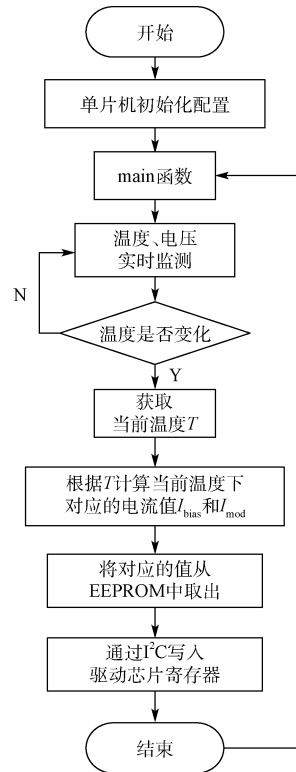 开始
单片机初始化配置
main函数
温度、电压
实时监测
N
温度是否变化
Y
获取
当前温度T
根据T计算当前温度下
对应的电流值Ibias和Imod
将对应的值从
EEPROM中取出
通过I²C写入
驱动芯片寄存器
结束